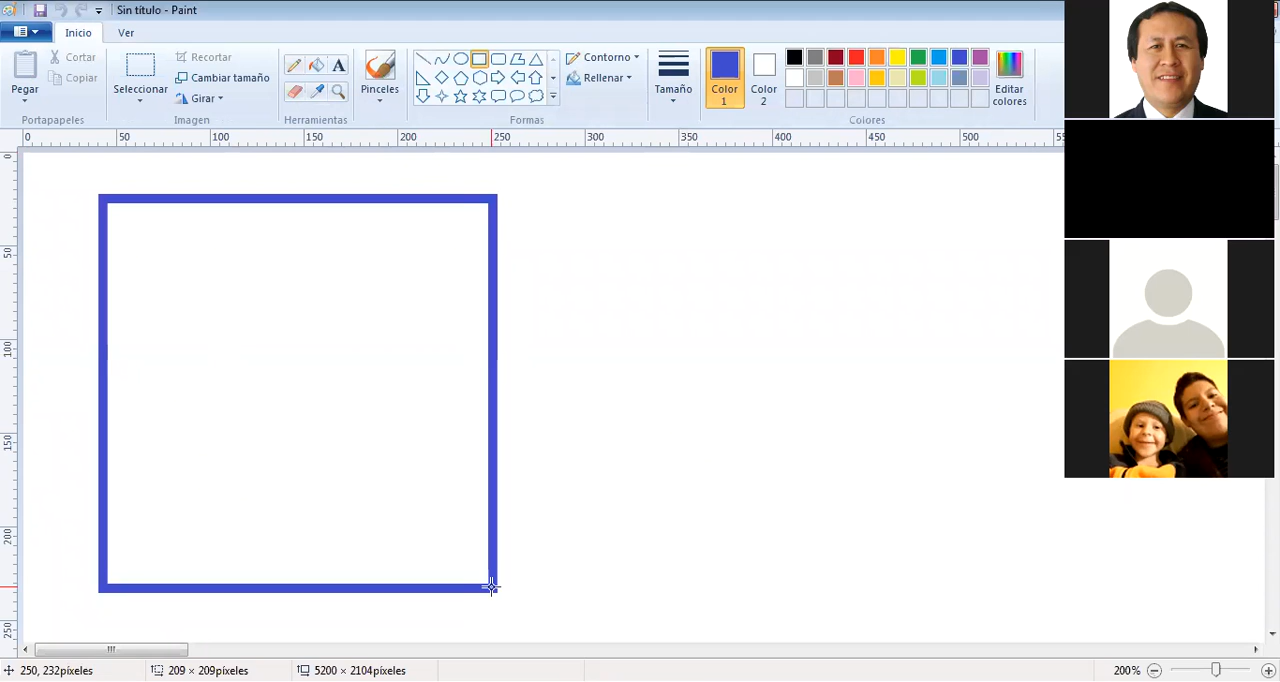 Sin título - Paint
Inicio Ver
Pegar
Cortar
Copiar
Portapapeles
Seleccionar
Recortar
Cambiar tamaño
Girar
Imagen
A
Herramientas
Pinceles
Contorno
Rellenar
Formas
Tamaño
Color 1
Color 2
Editar colores
Colores
0 50 100 150 200 250 300 350 400 450 500
0
50
100
150
200
250
250, 232píxeles 209 × 209píxeles 5200 × 2104píxeles 200%